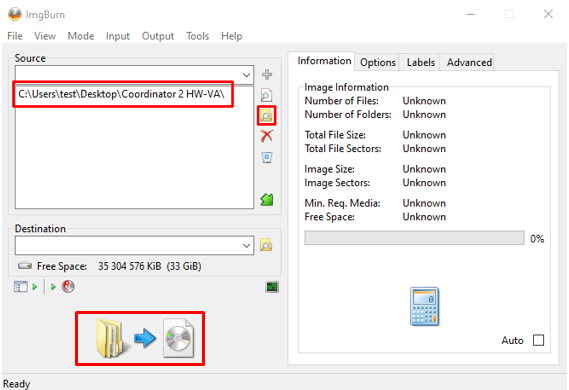 ImgBurn
File View Mode Input Output Tools Help
Source
C:\Users\test\Desktop\Coordinator 2 HW-VA\
Destination
Free Space: 35 304 576 KiB (33 GiB)
Information Options Labels Advanced
Image Information
Number of Files: Unknown
Number of Folders: Unknown
Total File Size: Unknown
Total File Sectors: Unknown
Image Size: Unknown
Image Sectors: Unknown
Min. Req. Media: Unknown
Free Space: Unknown
0%
0
Auto
Ready